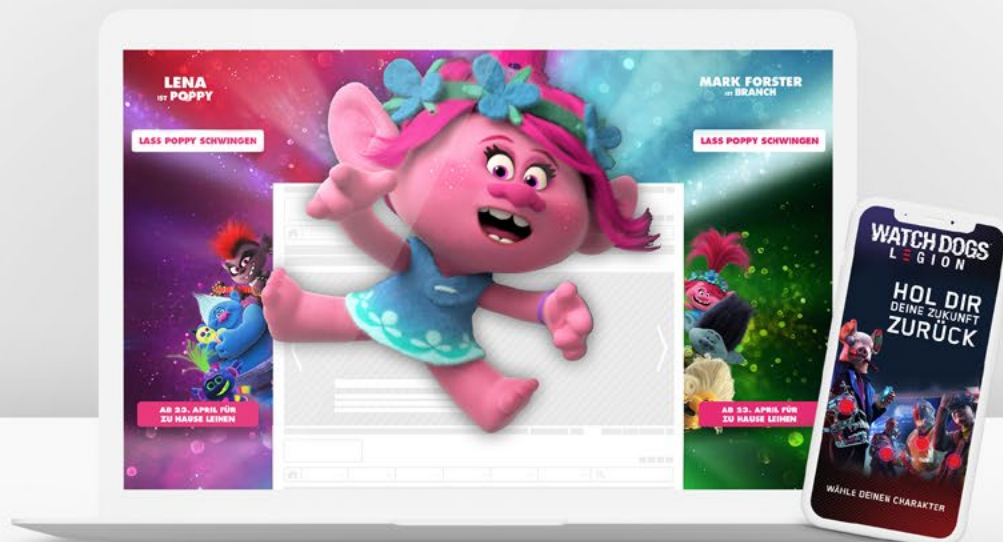 LENA
IST POPPY
LASS POPPY SCHWINGEN
AB 23. APRIL FÜR
ZU HAUSE LEIHEN
MARK FORSTER
IST BRANCH
LASS POPPY SCHWINGEN
AB 23. APRIL FÜR
ZU HAUSE LEIHEN
WATCH DOGS
LEGION
HOL DIR
DEINE ZUKUNFT
ZURÜCK
WÄHLE DEINEN CHARAKTER